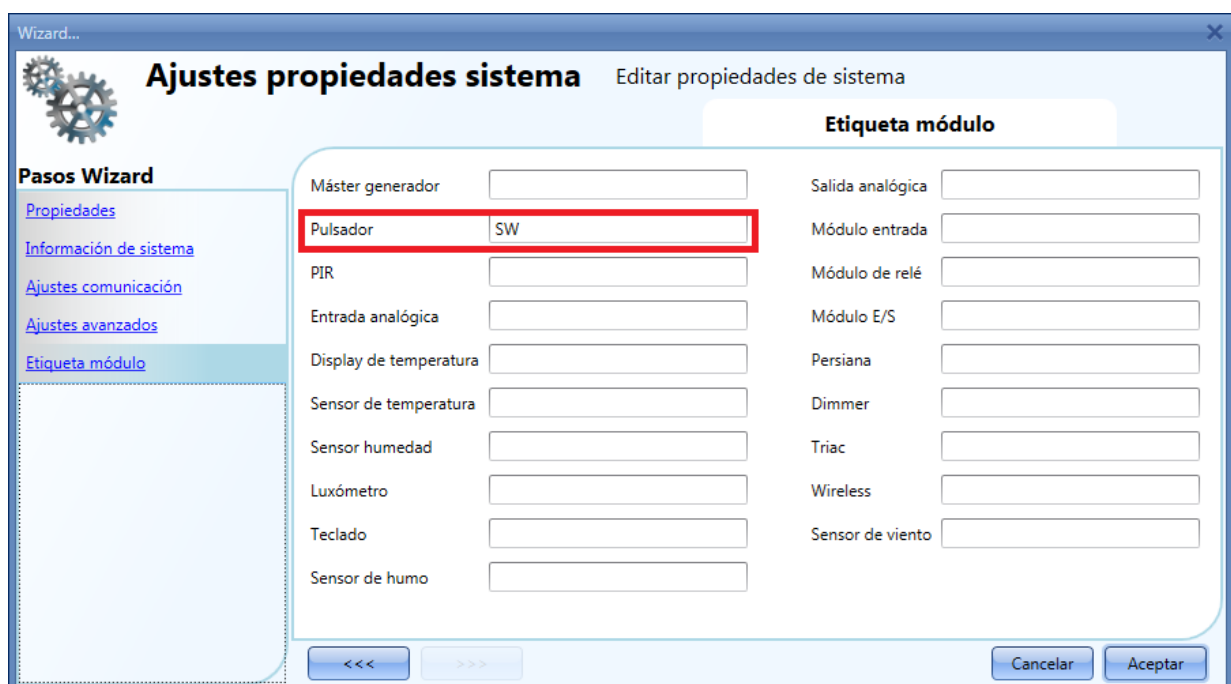 Wizard...
Ajustes propiedades sistema
Editar propiedades de sistema
Etiqueta módulo
Pasos Wizard
Propiedades
Información de sistema
Ajustes comunicación
Ajustes avanzados
Etiqueta módulo
Máster generador
Pulsador SW
PIR
Entrada analógica
Display de temperatura
Sensor de temperatura
Sensor humedad
Luxómetro
Teclado
Sensor de humo
Salida analógica
Módulo entrada
Módulo de relé
Módulo E/S
Persiana
Dimmer
Triac
Wireless
Sensor de viento
<<<
>>>
Cancelar
Aceptar